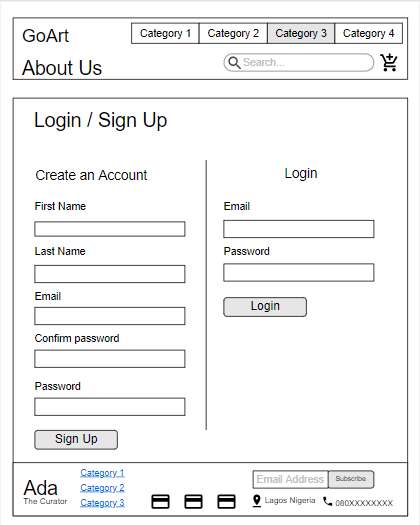 GoArt
Category 1 Category 2 Category 3 Category 4
About Us
Search...
Login / Sign Up
Create an Account
First Name
Last Name
Email
Confirm password
Password
Sign Up
Login
Email
Password
Login
Ada
The Curator
Category 1
Category 2
Category 3
Email Address
Subscribe
Lagos Nigeria
080XXXXXXXX